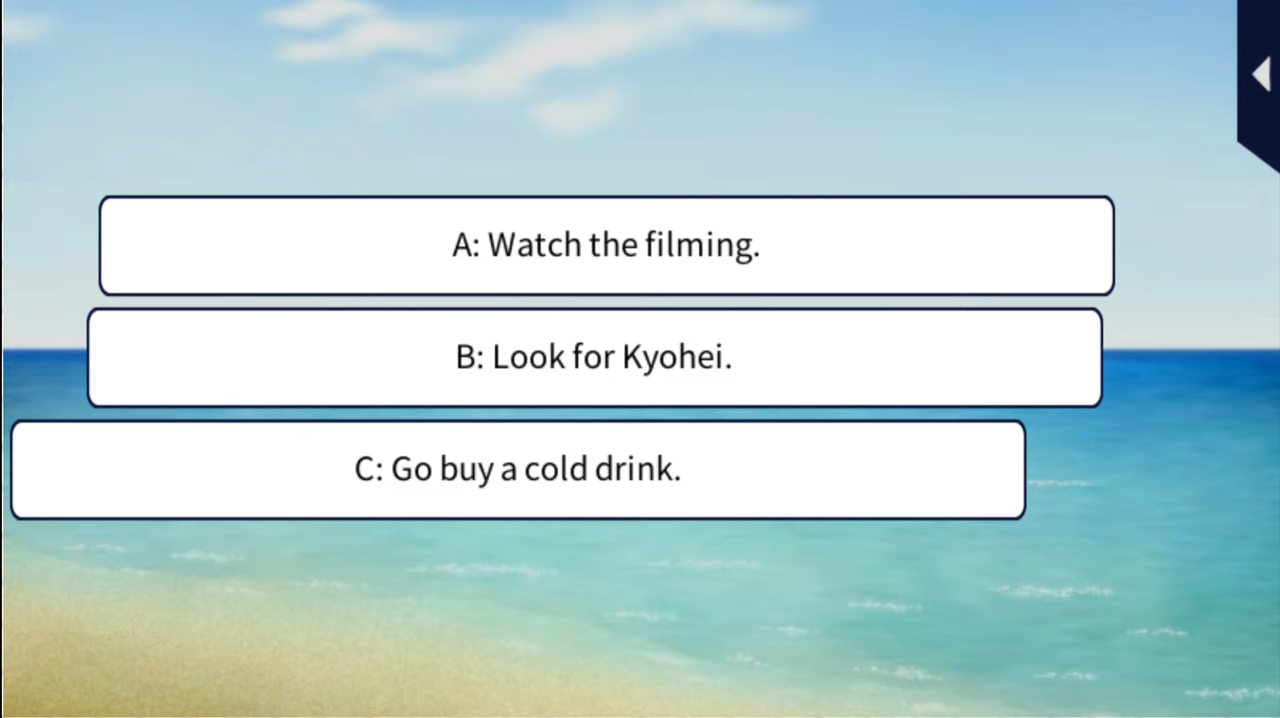 A: Watch the filming.
B: Look for Kyohei.
C: Go buy a cold drink.